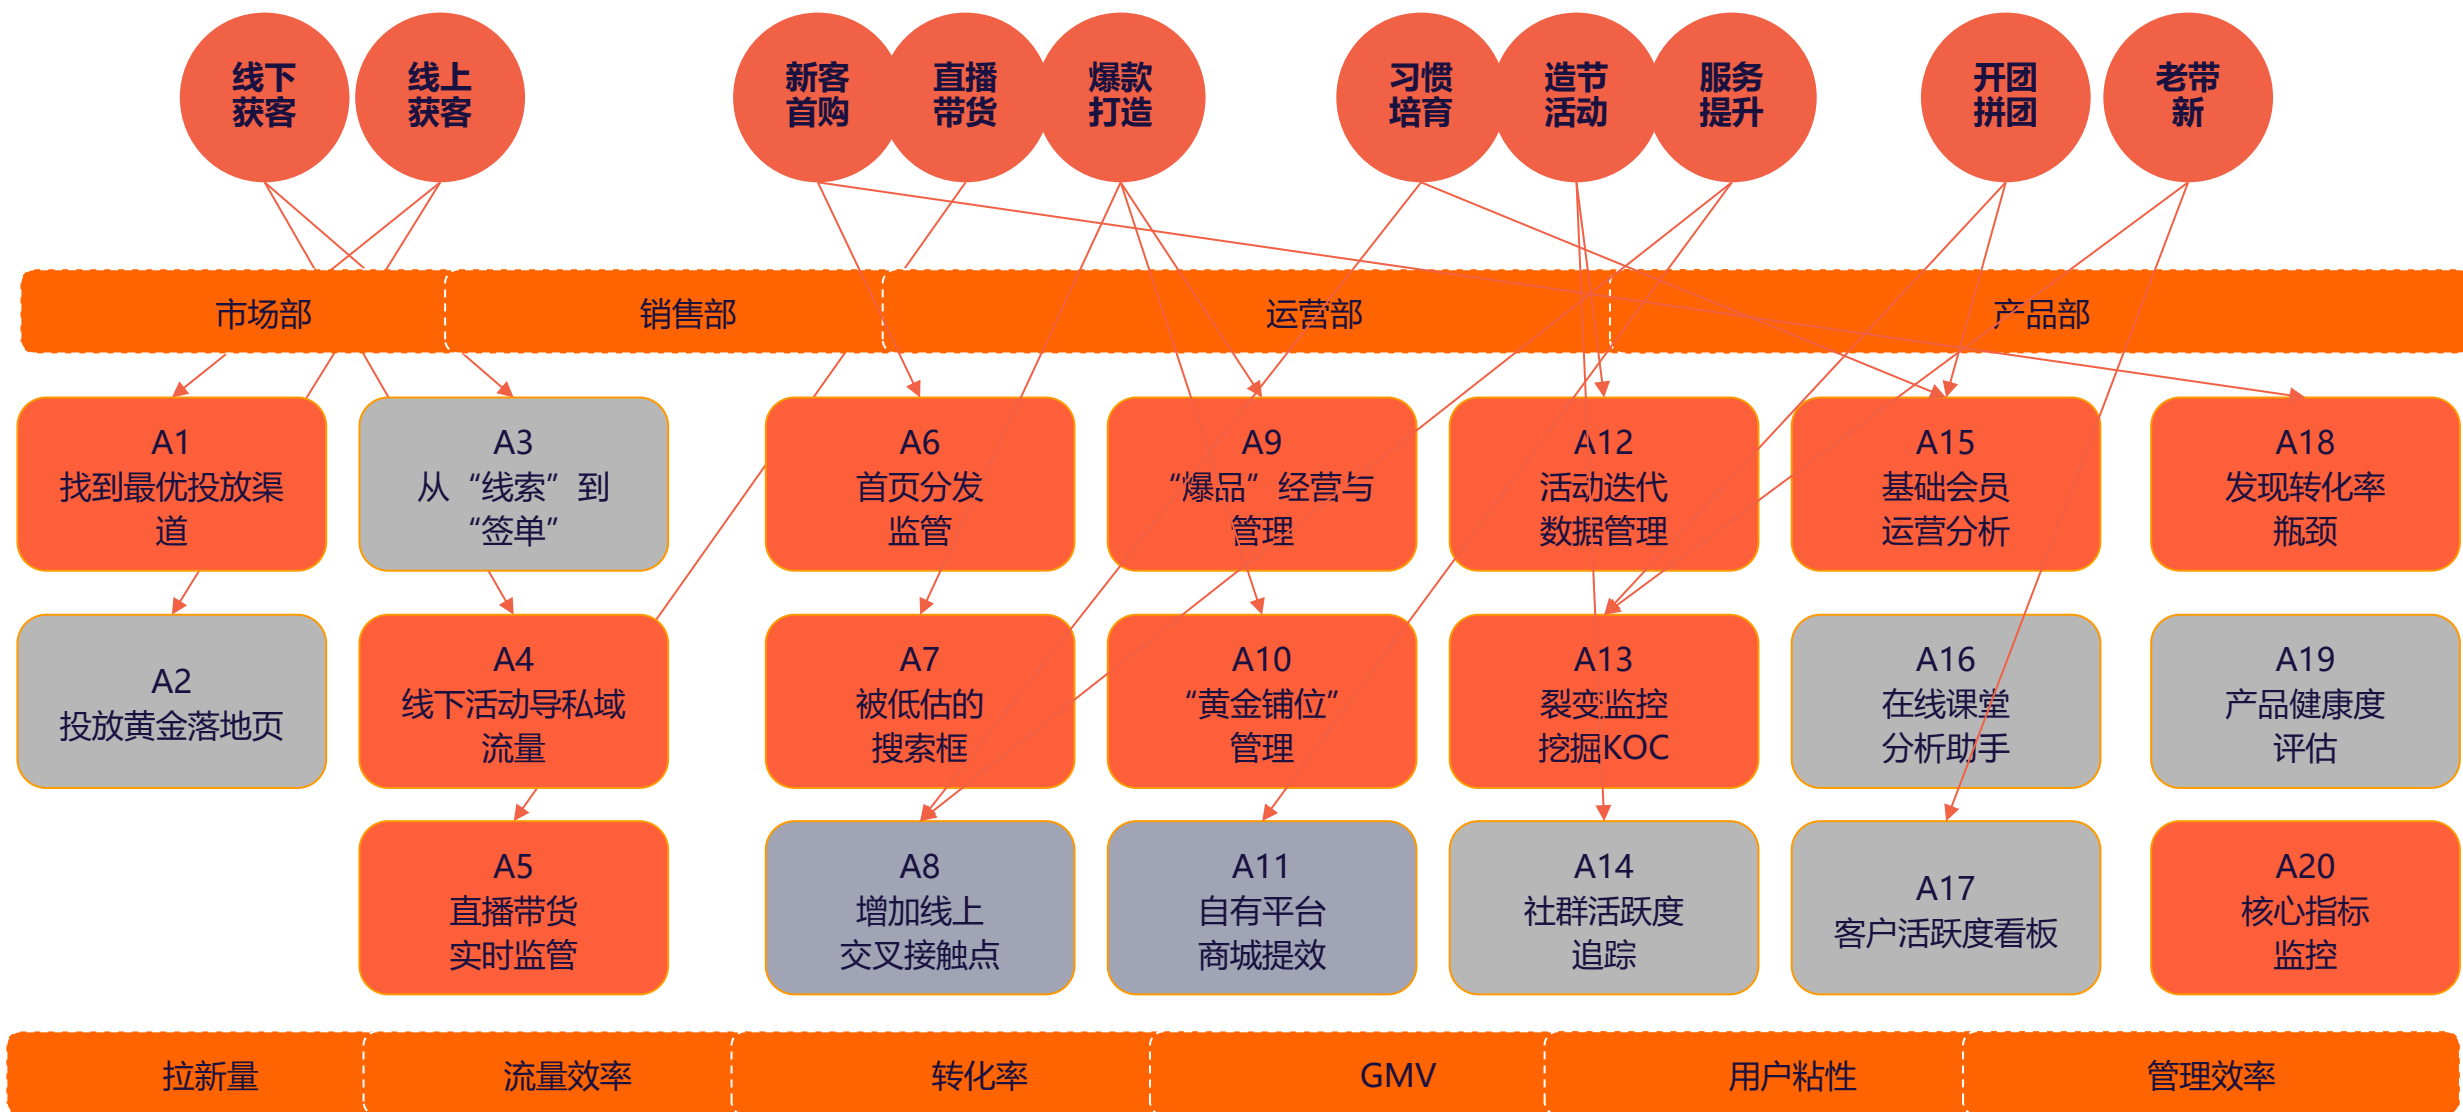 线下
获客
线上
获客
新客
首购
直播
带货
爆款
打造
习惯
培育
造节
活动
服务
提升
开团
拼团
老带
新
市场部
销售部
运营部
产品部
A1
找到最优投放渠
道
A3
从“线索”到
“签单”
A6
首页分发
监管
A9
“爆品”经营与
管理
A12
活动迭代
数据管理
A15
基础会员
运营分析
A18
发现转化率
瓶颈
A2
投放黄金落地页
A4
线下活动导私域
流量
A7
被低估的
搜索框
A10
“黄金铺位”
管理
A13
裂变监控
挖掘KOC
A16
在线课堂
分析助手
A19
产品健康度
评估
A5
直播带货
实时监管
A8
增加线上
交叉接触点
A11
自有平台
商城提效
A14
社群活跃度
追踪
A17
客户活跃度看板
A20
核心指标
监控
拉新量
流量效率
转化率
GMV
用户粘性
管理效率